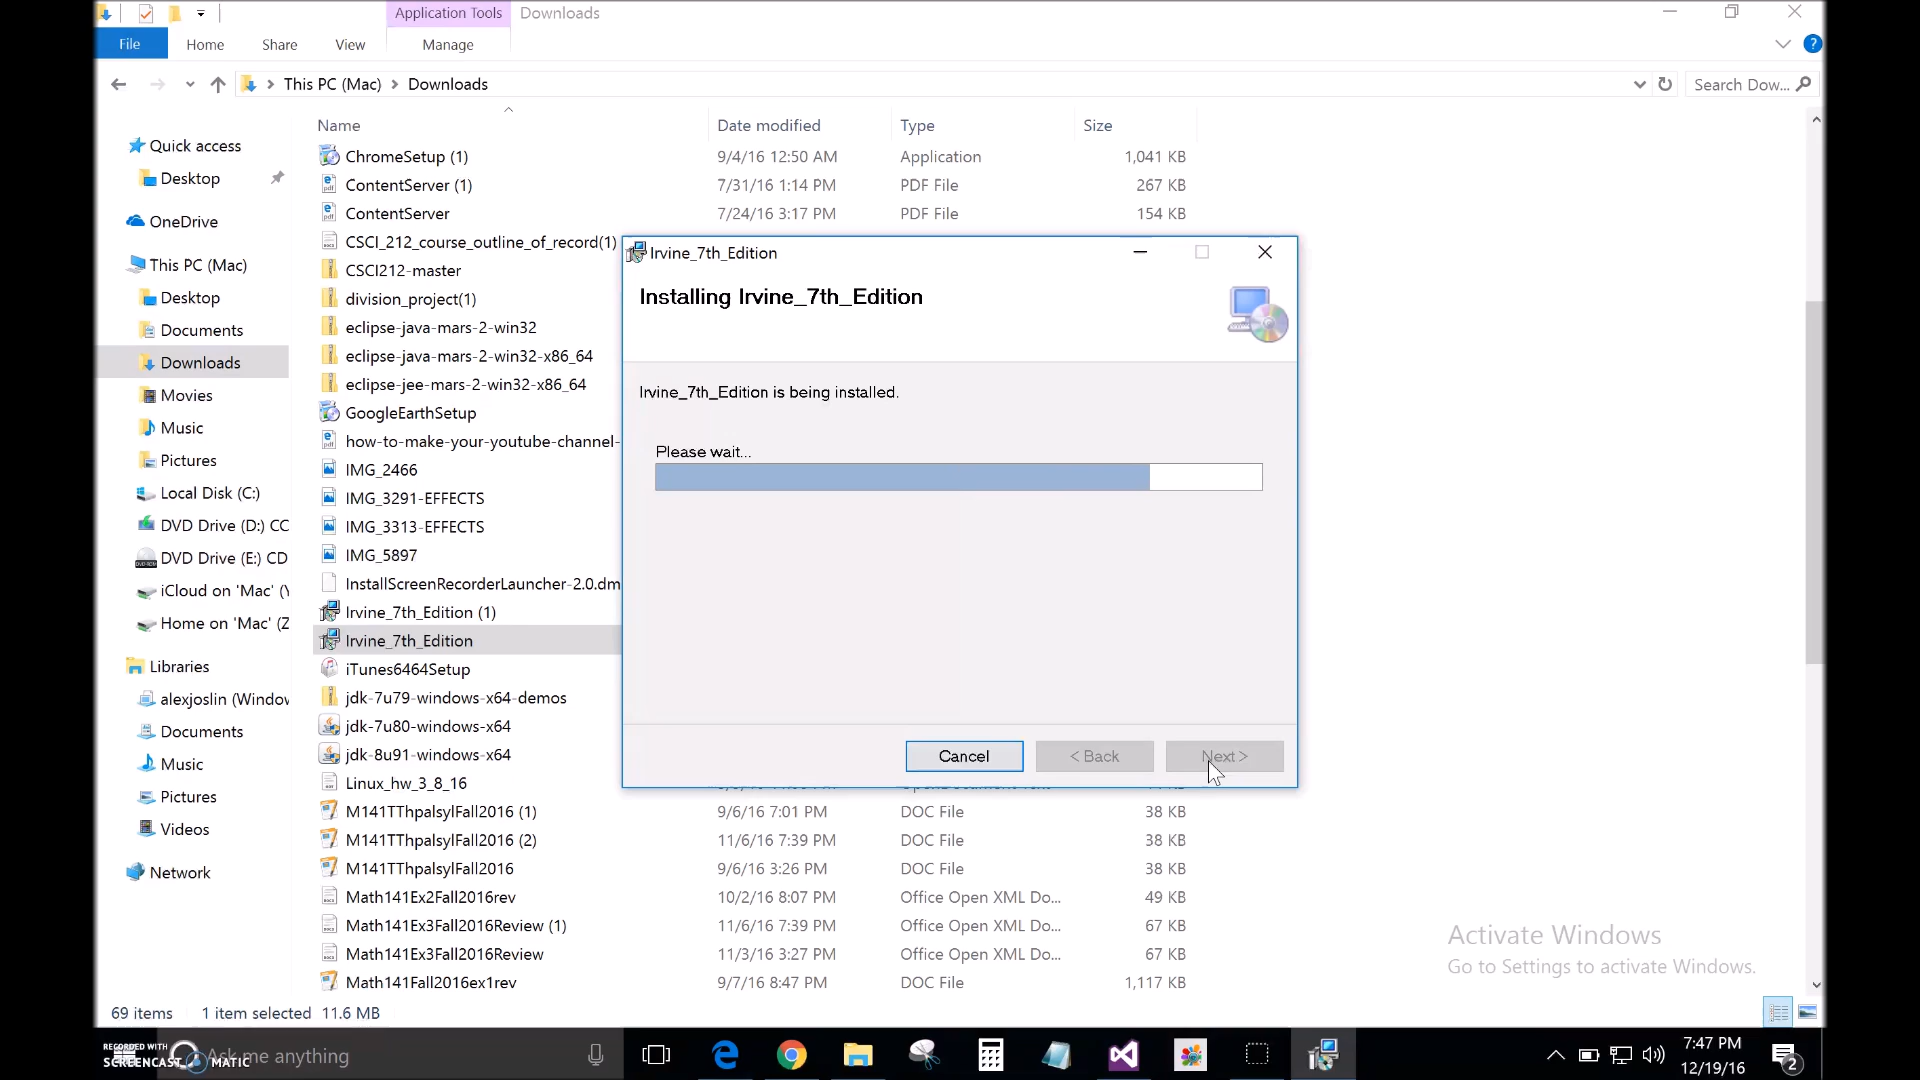 Application Tools Downloads
File Home Share View Manage
This PC (Mac) Downloads Search Dow...
Name Date modified Type Size
Quick access
Desktop
OneDrive
This PC (Mac)
Desktop
Documents
Downloads
Movies
Music
Pictures
Local Disk (C:)
DVD Drive (D:) CC
DVD Drive (E:) CD
iCloud on 'Mac' (Y
Home on 'Mac' (Z
Libraries
alexjoslin (Window
Documents
Music
Pictures
Videos
Network
ChromeSetup (1) 9/4/16 12:50 AM Application 1,041 KB
ContentServer (1) 7/31/16 1:14 PM PDF File 267 KB
ContentServer 7/24/16 3:17 PM PDF File 154 KB
CSCI_212_course_outline_of_record(1)
CSCI212-master
division_project(1)
eclipse-java-mars-2-win32
eclipse-java-mars-2-win32-x86_64
eclipse-jee-mars-2-win32-x86_64
GoogleEarthSetup
how-to-make-your-youtube-channel-
IMG_2466
IMG_3291-EFFECTS
IMG_3313-EFFECTS
IMG_5897
InstallScreenRecorderLauncher-2.0.dm
Irvine_7th_Edition (1)
Irvine_7th_Edition
iTunes6464Setup
jdk-7u79-windows-x64-demos
jdk-7u80-windows-x64
jdk-8u91-windows-x64
Linux_hw_3_8_16
M141TThpalsylFall2016 (1) 9/6/16 7:01 PM DOC File 38 KB
M141TThpalsylFall2016 (2) 11/6/16 7:39 PM DOC File 38 KB
M141TThpalsylFall2016 9/6/16 3:26 PM DOC File 38 KB
Math141Ex2Fall2016rev 10/2/16 8:07 PM Office Open XML Do... 49 KB
Math141Ex3Fall2016Review (1) 11/6/16 7:39 PM Office Open XML Do... 67 KB
Math141Ex3Fall2016Review 11/3/16 3:27 PM Office Open XML Do... 67 KB
Math141Fall2016ex1rev 9/7/16 8:47 PM DOC File 1,117 KB
Irvine_7th_Edition
Installing Irvine_7th_Edition
Irvine_7th_Edition is being installed.
Please wait...
Cancel < Back Next >
Activate Windows
Go to Settings to activate Windows.
69 items 1 item selected 11.6 MB
RECORDED WITH
SCREENCAST MATIC
Ask me anything
7:47 PM
12/19/16
2